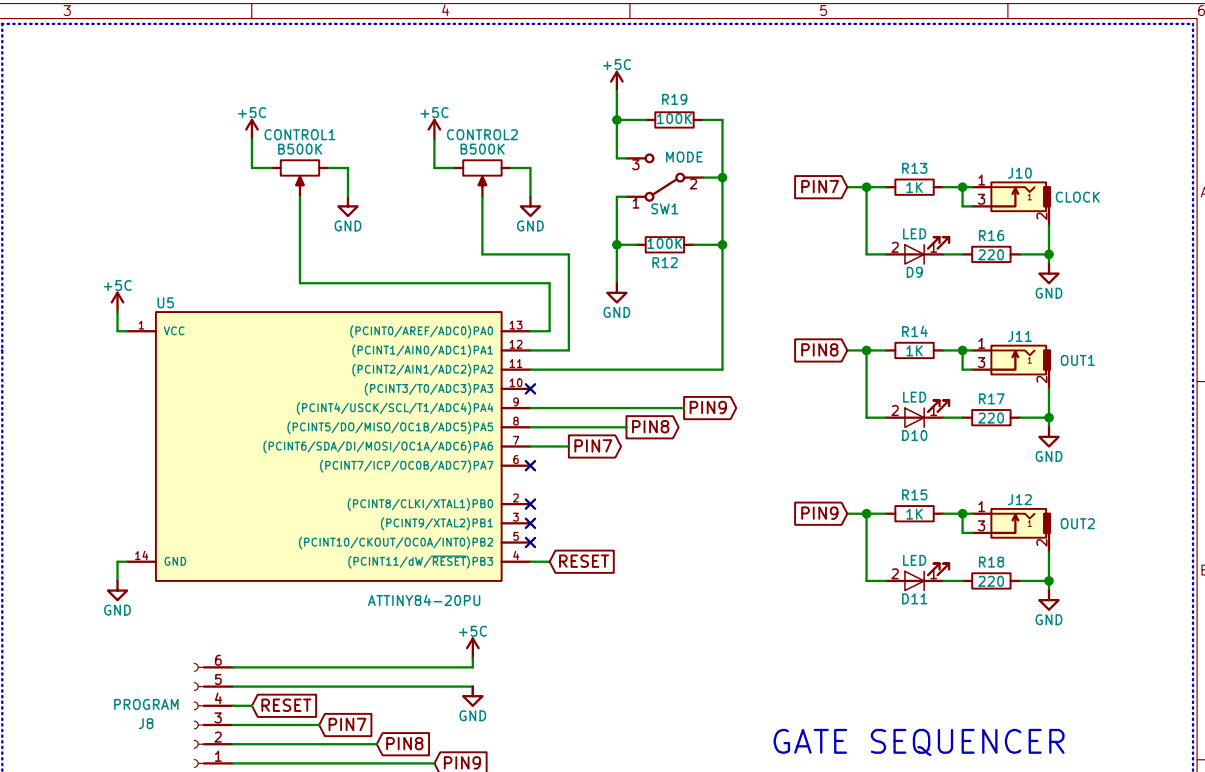 3 4 5 6
+5C
R19
100K
+5C +5C
CONTROL1 CONTROL2
B500K B500K
3 MODE
2
1 SW1
GND GND
100K
R12
GND
PIN7
R13
1K
1 J10
3 1
2
CLOCK
LED
2 1
D9
R16
220
GND
A
+5C
U5
1 VCC
(PCINT0/AREF/ADC0)PA0 13
(PCINT1/AIN0/ADC1)PA1 12
(PCINT2/AIN1/ADC2)PA2 11
(PCINT3/T0/ADC3)PA3 10
(PCINT4/USCK/SCL/T1/ADC4)PA4 9 PIN9
(PCINT5/DO/MISO/OC1B/ADC5)PA5 8 PIN8
(PCINT6/SDA/DI/MOSI/OC1A/ADC6)PA6 7 PIN7
(PCINT7/ICP/OC0B/ADC7)PA7 6
(PCINT8/CLKI/XTAL1)PB0 2
(PCINT9/XTAL2)PB1 3
(PCINT10/CKOUT/OC0A/INT0)PB2 5
14 GND (PCINT11/dW/RESET)PB3 4 RESET
GND
ATTINY84-20PU
PIN8
R14
1K
1 J11
3 1
2
OUT1
LED
2 1
D10
R17
220
GND
PIN9
R15
1K
1 J12
3 1
2
OUT2
LED
2 1
D11
R18
220
GND
B
+5C
6
5
PROGRAM 4 RESET
GND
J8 3 PIN7
2 PIN8
1 PIN9
GATE SEQUENCER